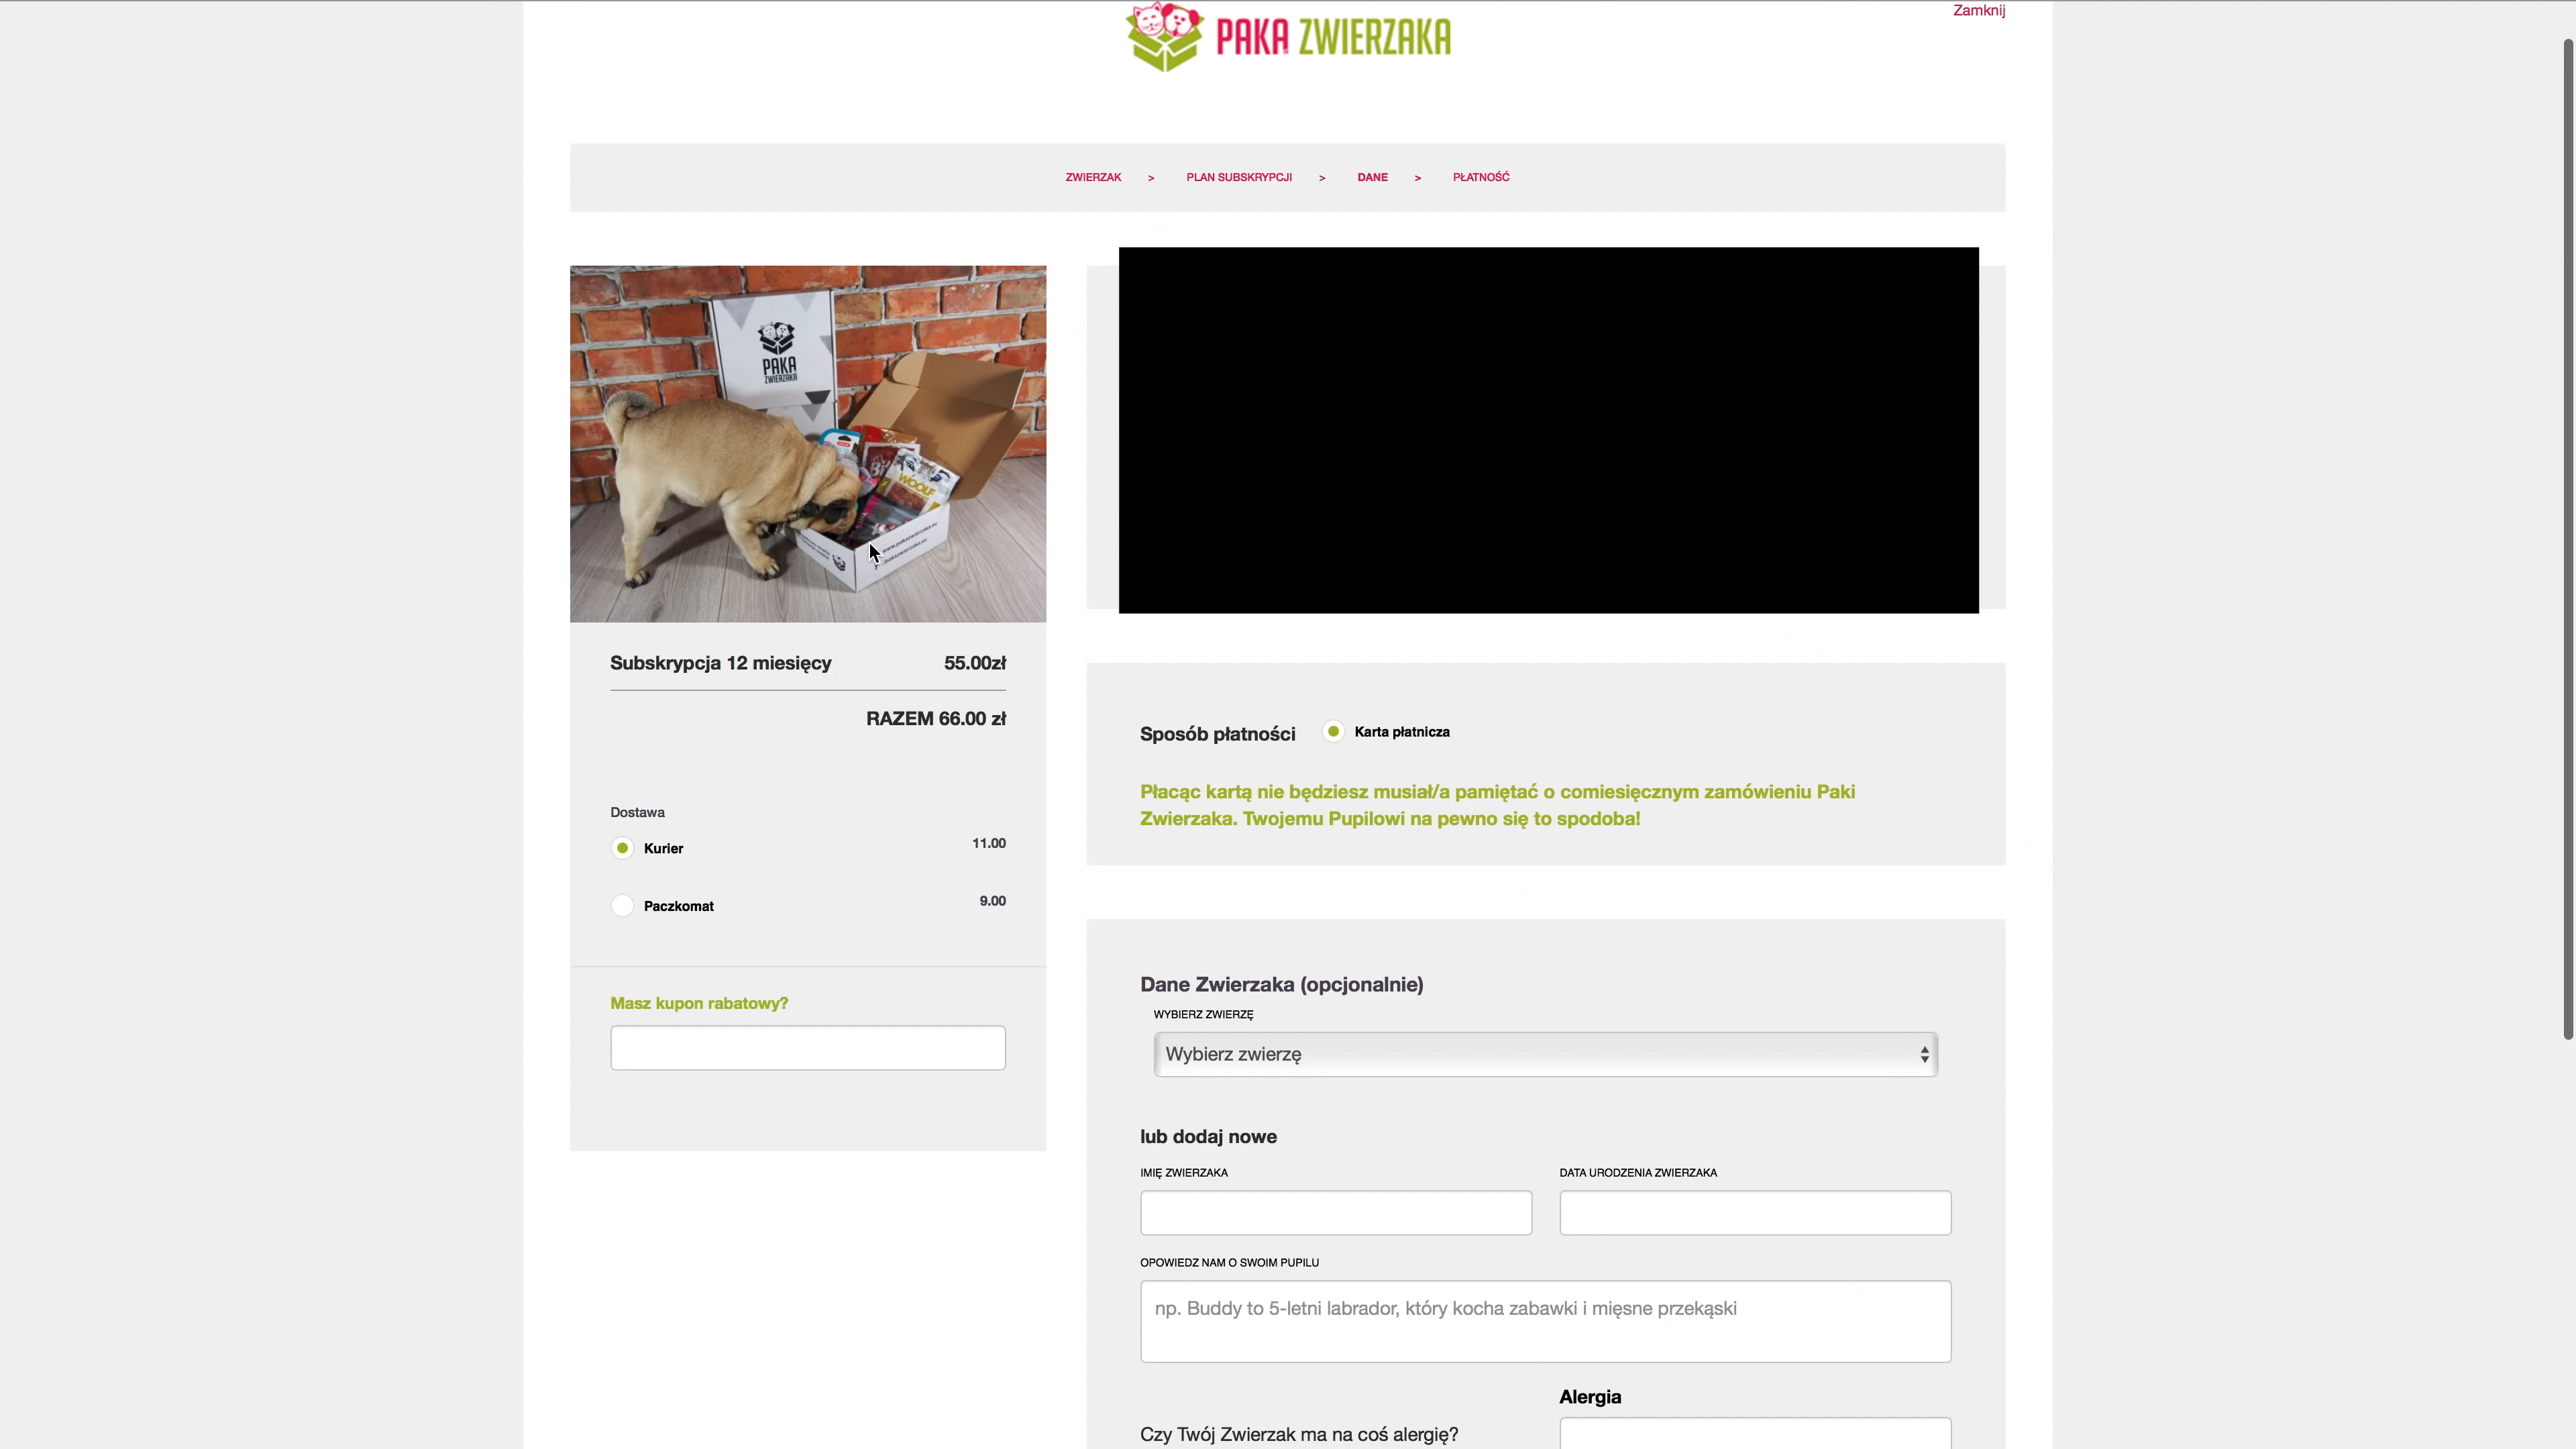 PAKA ZWIERZAKA
Zamknij
ZWIERZAK > PLAN SUBSKRYPCJI > DANE > PŁATNOŚĆ
PAKA
ZWIERZAKA
WOOLF
www.pakazwierzaka.eu
Subskrypcja 12 miesięcy 55.00zł
RAZEM 66.00 zł
Dostawa
Kurier 11.00
Paczkomat 9.00
Masz kupon rabatowy?
Sposób płatności Karta płatnicza
Płacąc kartą nie będziesz musiał/a pamiętać o comiesięcznym zamówieniu Paki
Zwierzaka. Twojemu Pupilowi na pewno się to spodoba!
Dane Zwierzaka (opcjonalnie)
WYBIERZ ZWIERZĘ
Wybierz zwierzę
lub dodaj nowe
IMIĘ ZWIERZAKA DATA URODZENIA ZWIERZAKA
OPOWIEDZ NAM O SWOIM PUPILU
np. Buddy to 5-letni labrador, który kocha zabawki i mięsne przekąski
Alergia
Czy Twój Zwierzak ma na coś alergię?